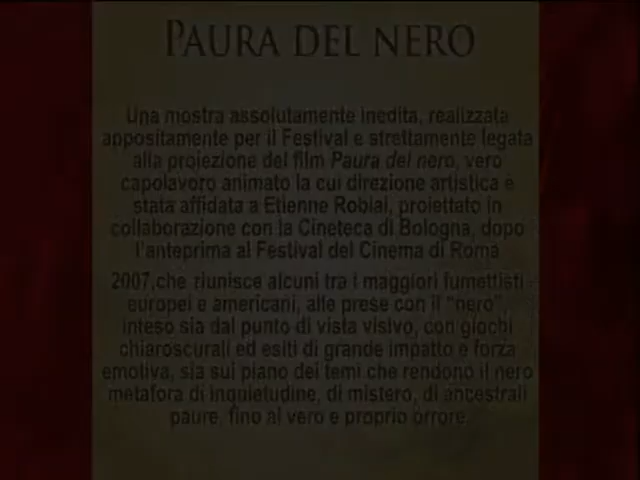 PAURA DEL NERO
Una mostra assolutamente inedita, realizzata
appositamente per il Festival e strettamente legata
alla proiezione del film Paura del nero, vero
capolavoro animato la cui direzione artistica è
stata affidata a Etienne Robial, proiettato in
collaborazione con la Cineteca di Bologna, dopo
l'anteprima al Festival del Cinema di Roma
2007,che riunisce alcuni tra i maggiori fumettisti
europei e americani, alle prese con il "nero",
inteso sia dal punto di vista visivo, con giochi
chiaroscurali ed esiti di grande impatto e forza
emotiva, sia sul piano dei temi che rendono il nero
metafora di inquietudine, di mistero, di ancestrali
paure, fino al vero e proprio orrore.